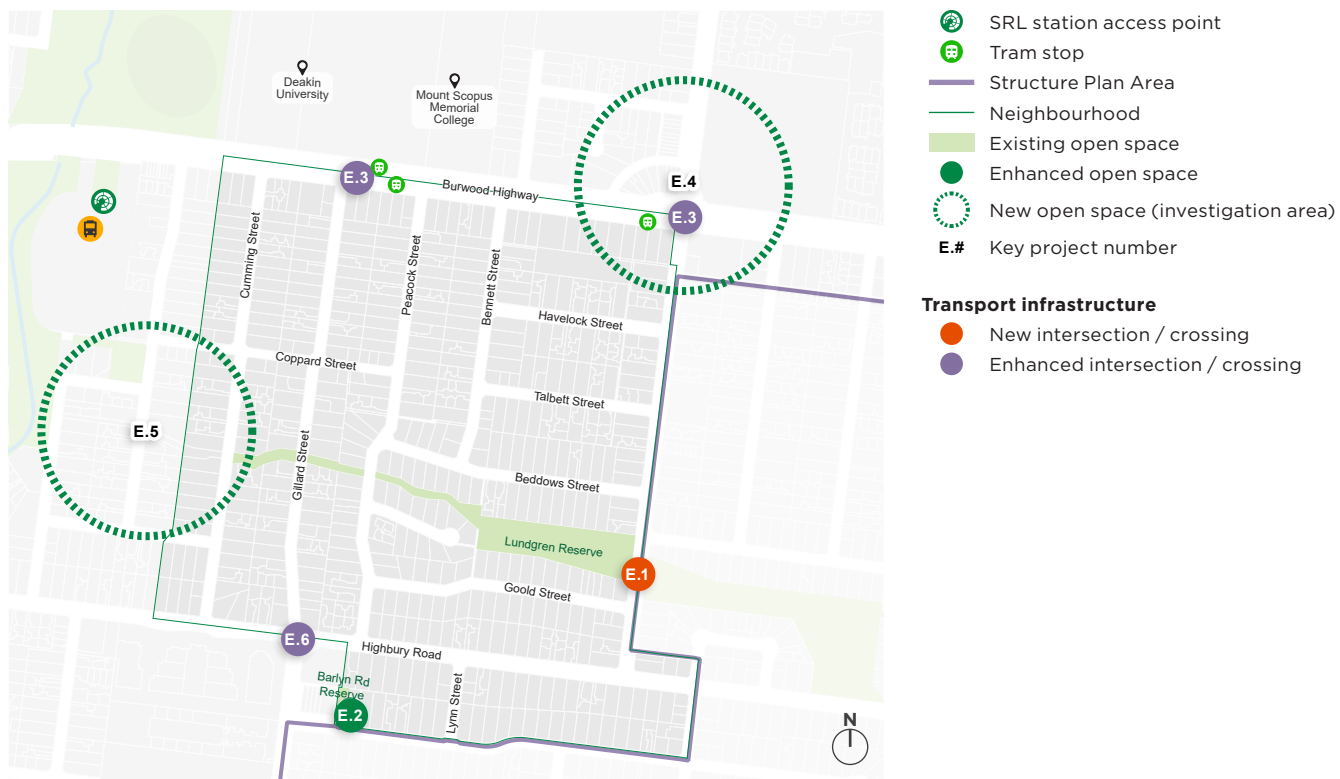 Deakin
University
Mount Scopus
Memorial
College
E.3
Burwood Highway
E.4
E.3
Cumming Street
Peacock Street
Bennett Street
Havelock Street
Coppard Street
Talbett Street
E.5
Gillard Street
Beddows Street
Lundgren Reserve
E.1
Goold Street
E.6
Highbury Road
Barlyn Rd
Reserve
E.2
Lynn Street
N
SRL station access point
Tram stop
Structure Plan Area
Neighbourhood
Existing open space
Enhanced open space
New open space (investigation area)
E.# Key project number
Transport infrastructure
New intersection / crossing
Enhanced intersection / crossing